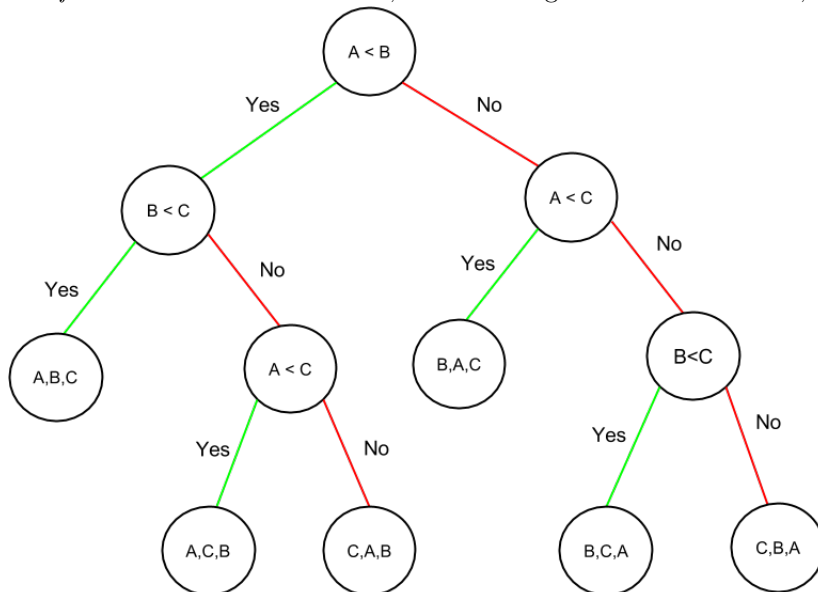 A < B
Yes
No
B < C
A < C
Yes
No
Yes
No
A,B,C
A < C
B,A,C
B<C
Yes
No
Yes
No
A,C,B
C,A,B
B,C,A
C,B,A